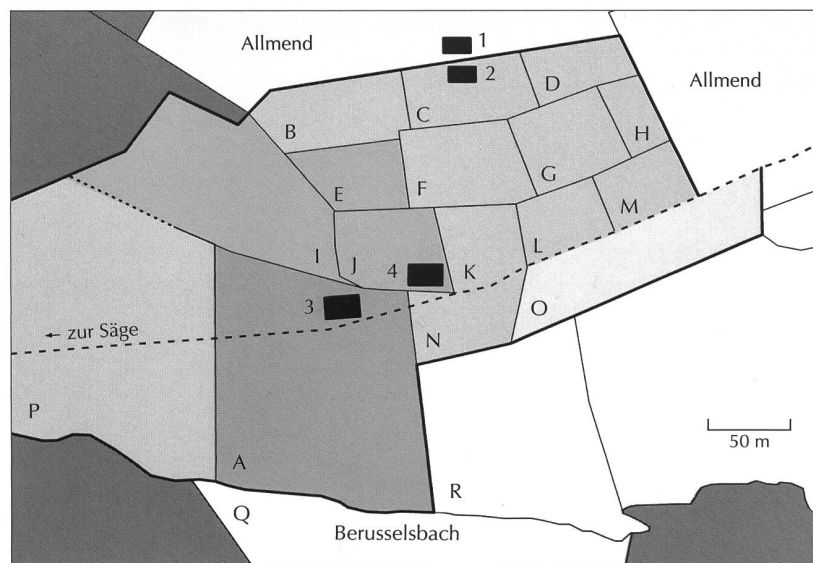 Allmend
1
2
Allmend
D
C
B
H
G
E
F
M
I
J
4
K
L
3
← zur Säge
N
O
P
50 m
A
R
Q
Berusselsbach